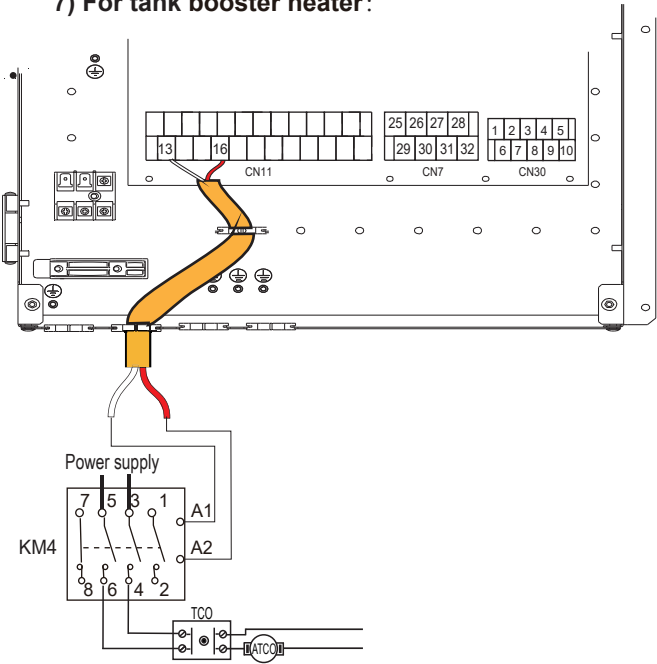 7) For tank booster heater:
25 26 27 28
1 2 3 4 5
13 16
29 30 31 32
6 7 8 9 10
CN11 CN7 CN30
Power supply
7 5 3 1
A1
KM4
A2
8 6 4 2
TCO
ATCO